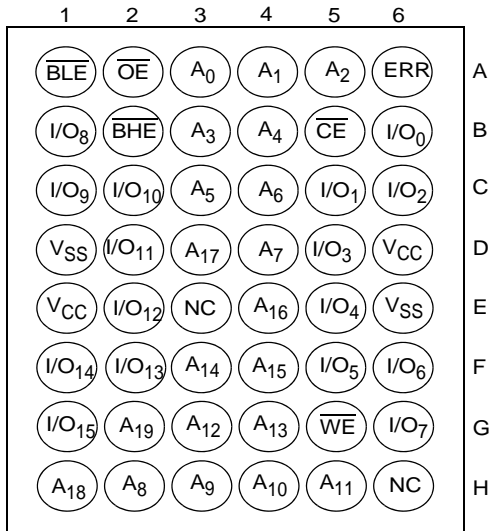 1 2 3 4 5 6
BLE OE A0 A1 A2 ERR A
I/O8 BHE A3 A4 CE I/O0 B
I/O9 I/O10 A5 A6 I/O1 I/O2 C
VSS I/O11 A17 A7 I/O3 VCC D
VCC I/O12 NC A16 I/O4 VSS E
I/O14 I/O13 A14 A15 I/O5 I/O6 F
I/O15 A19 A12 A13 WE I/O7 G
A18 A8 A9 A10 A11 NC H